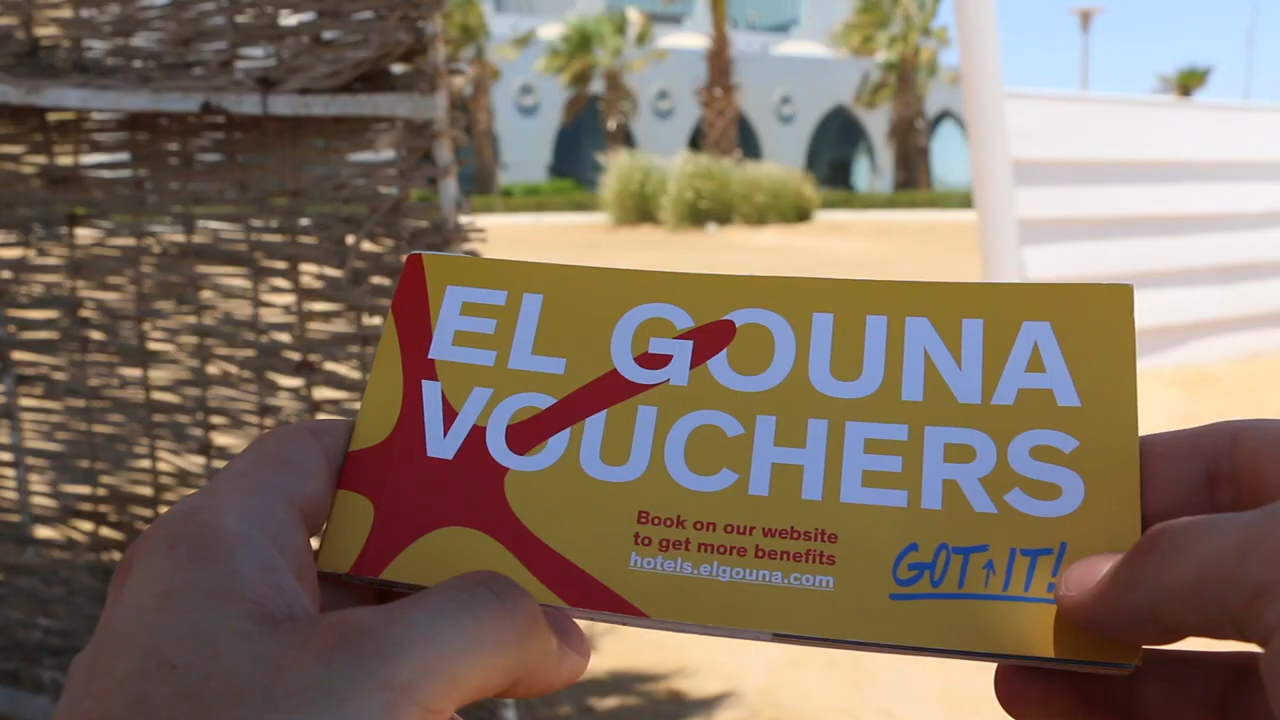 EL GOUNA
VOUCHERS
Book on our website
to get more benefits
hotels.elgouna.com
GOT↑IT!